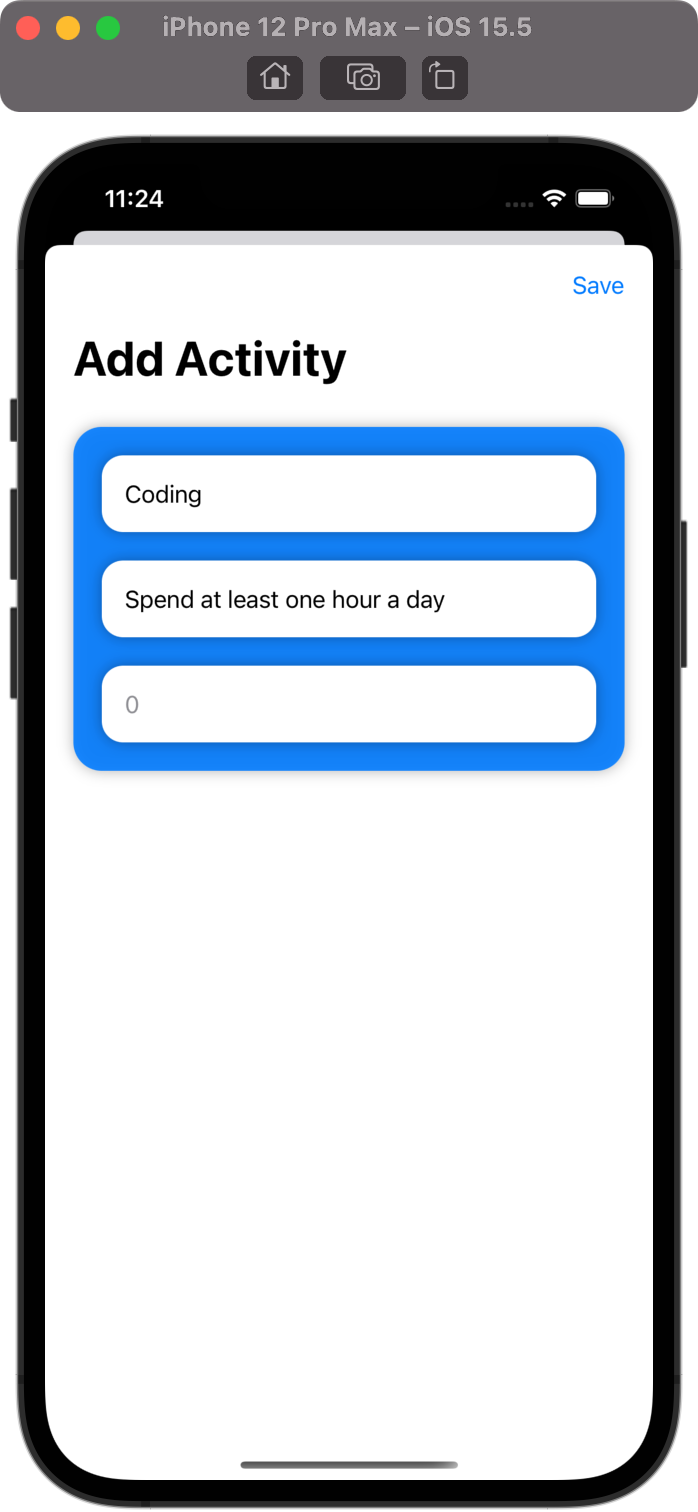 iPhone 12 Pro Max – iOS 15.5
11:24
Save
Add Activity
Coding
Spend at least one hour a day
0